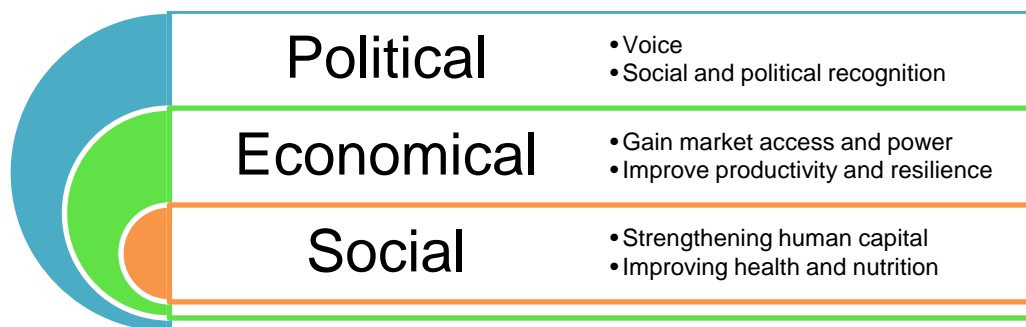 Political
•Voice
•Social and political recognition
Economical
•Gain market access and power
•Improve productivity and resilience
Social
•Strengthening human capital
•Improving health and nutrition